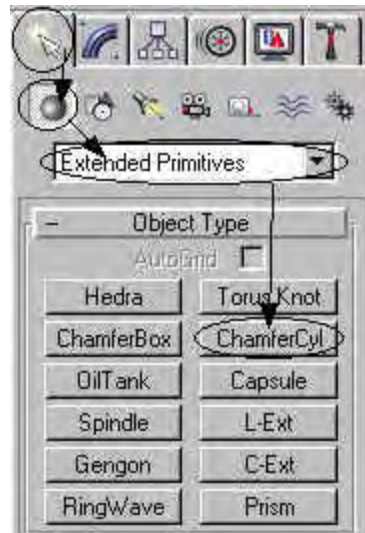 Extended Primitives
- Object Type
AutoGrid
Hedra Torus Knot
ChamferBox ChamferCyl
OilTank Capsule
Spindle L-Ext
Gengon C-Ext
RingWave Prism